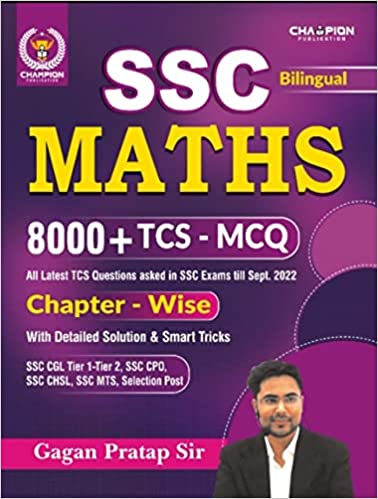 CHAMPION
PUBLICATION
CHAMPION
PUBLICATION
SSC
Bilingual
MATHS
8000+ TCS - MCQ
All Latest TCS Questions asked in SSC Exams till Sept. 2022
Chapter - Wise
With Detailed Solution & Smart Tricks
SSC CGL Tier 1-Tier 2, SSC CPO,
SSC CHSL, SSC MTS, Selection Post
Gagan Pratap Sir